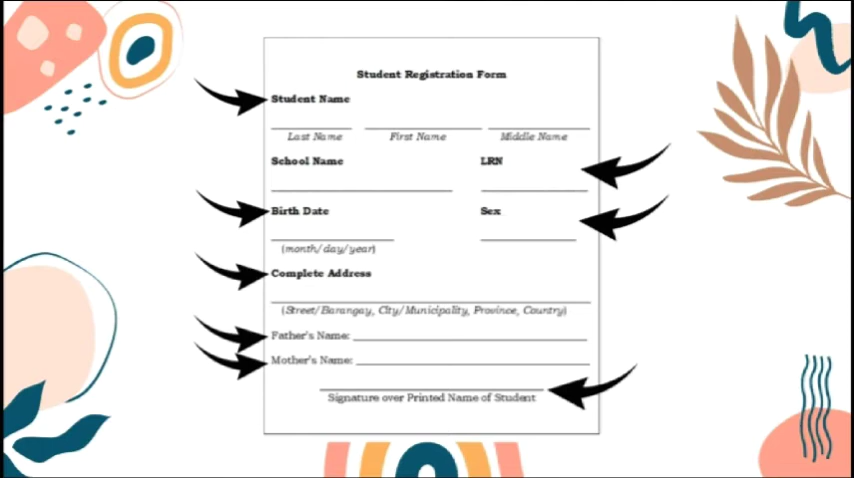 Student Registration Form
Student Name
Last Name First Name Middle Name
School Name LRN
Birth Date Sex
(month/day/year)
Complete Address
(Street/Barangay, City/Municipality, Province, Country)
Father's Name:
Mother's Name:
Signature over Printed Name of Student